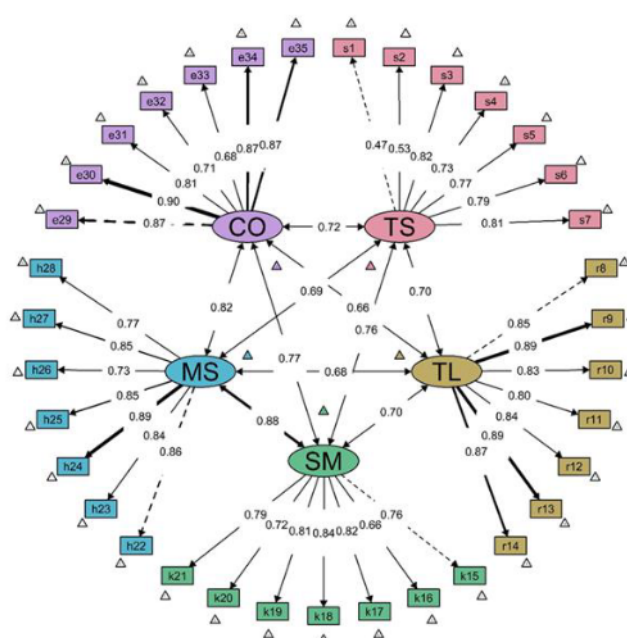 e35 s1
e34 s2
e33 s3
e32 s4
e31 s5
e30 s6
e29 s7
0.87 0.87 0.68 0.71 0.81 0.90 0.87
0.47 0.53 0.82 0.73 0.77 0.79 0.81
CO 0.72 TS
h28 r8
h27 r9
h26 r10
h25 r11
h24 r12
h23 r13
h22 r14
0.82 0.69 0.66 0.70
0.77 0.76
0.77 0.85 0.73 0.85 0.89 0.84 0.86
0.85 0.89 0.83 0.80 0.84 0.89 0.87
MS 0.68 TL
0.88 0.70
SM
0.79 0.72 0.81 0.84 0.82 0.66 0.76
k21 k20 k19 k18 k17 k16 k15